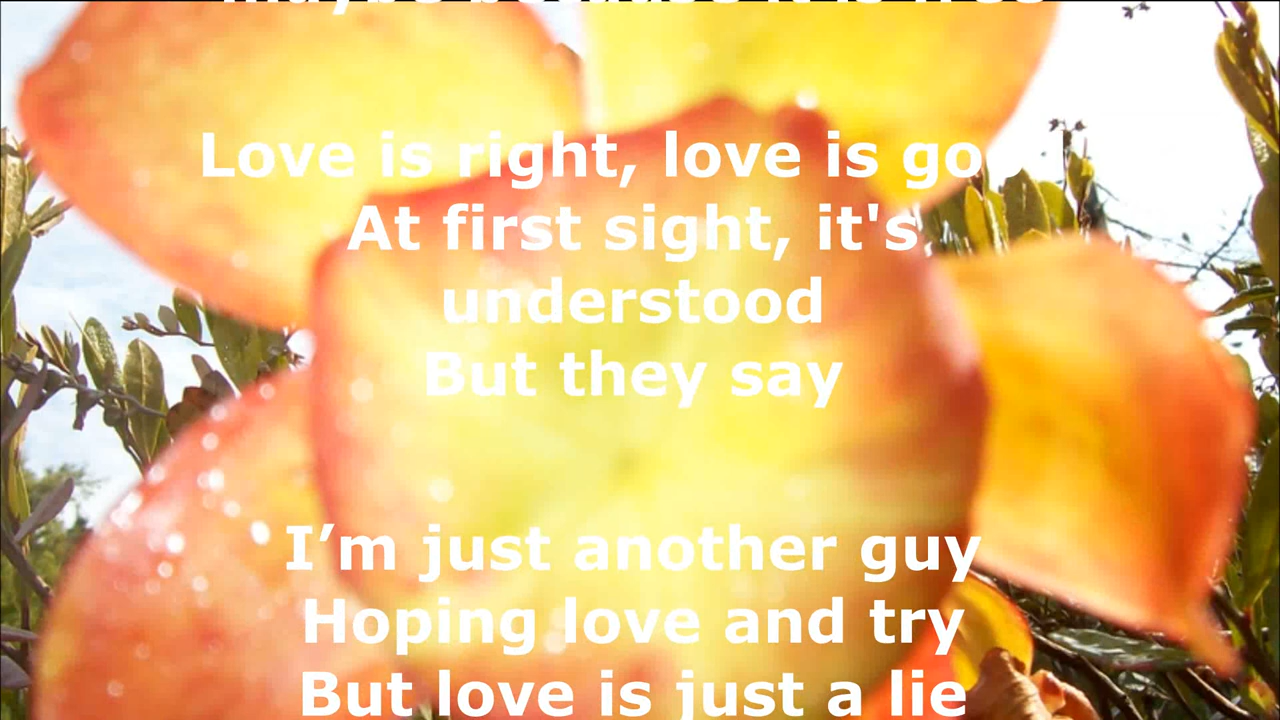 Love is right, love is
At first sight, it's
understood
But they say
I’m just another guy
Hoping love and try
But love is just a lie